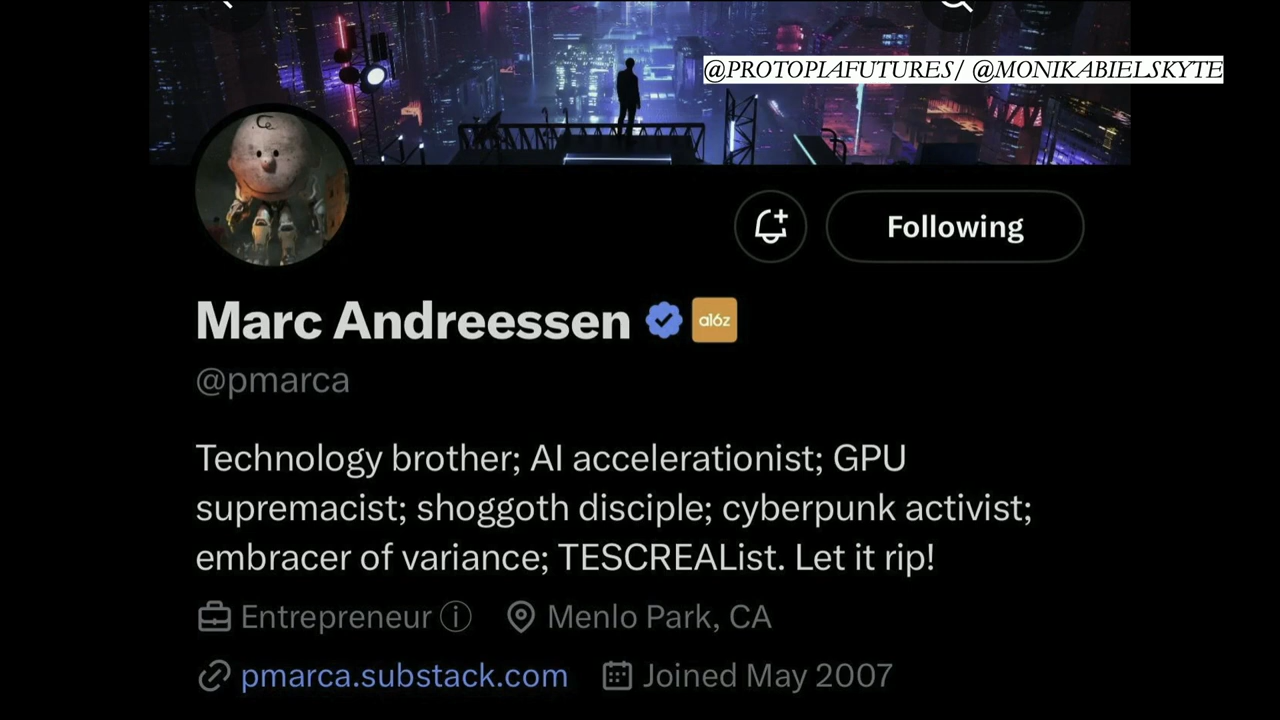 @PROTOPIAFUTURES/ @MONIKABIELSKYTE
Following
Marc Andreessen
a16z
@pmarca
Technology brother; AI accelerationist; GPU
supremacist; shoggoth disciple; cyberpunk activist;
embracer of variance; TESCREAList. Let it rip!
Entrepreneur
Menlo Park, CA
pmarca.substack.com
Joined May 2007